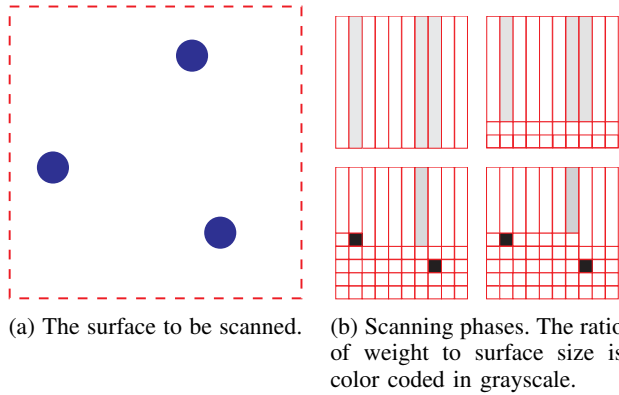 (a) The surface to be scanned.
(b) Scanning phases. The ratio
of weight to surface size is
color coded in grayscale.